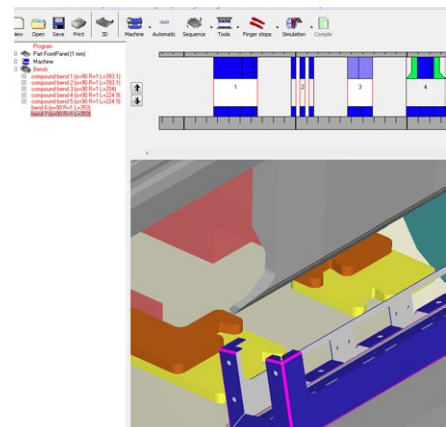 New Open Save Print 3D Machine Automatic Sequence Tools Finger stops Simulation Compile
Program
Part FrontPanel (1 mm)
Machine
Bends
compound bend 1 (α=90 R=1 L=393.1)
compound bend 2 (α=90 R=1 L=393.1)
compound bend 3 (α=90 R=1 L=204)
compound bend 4 (α=90 R=1 L=224.9)
compound bend 5 (α=90 R=1 L=224.9)
bend 6 (α=90 R=1 L=353)
bend 7 (α=90 R=1 L=353)
1 2 3 4